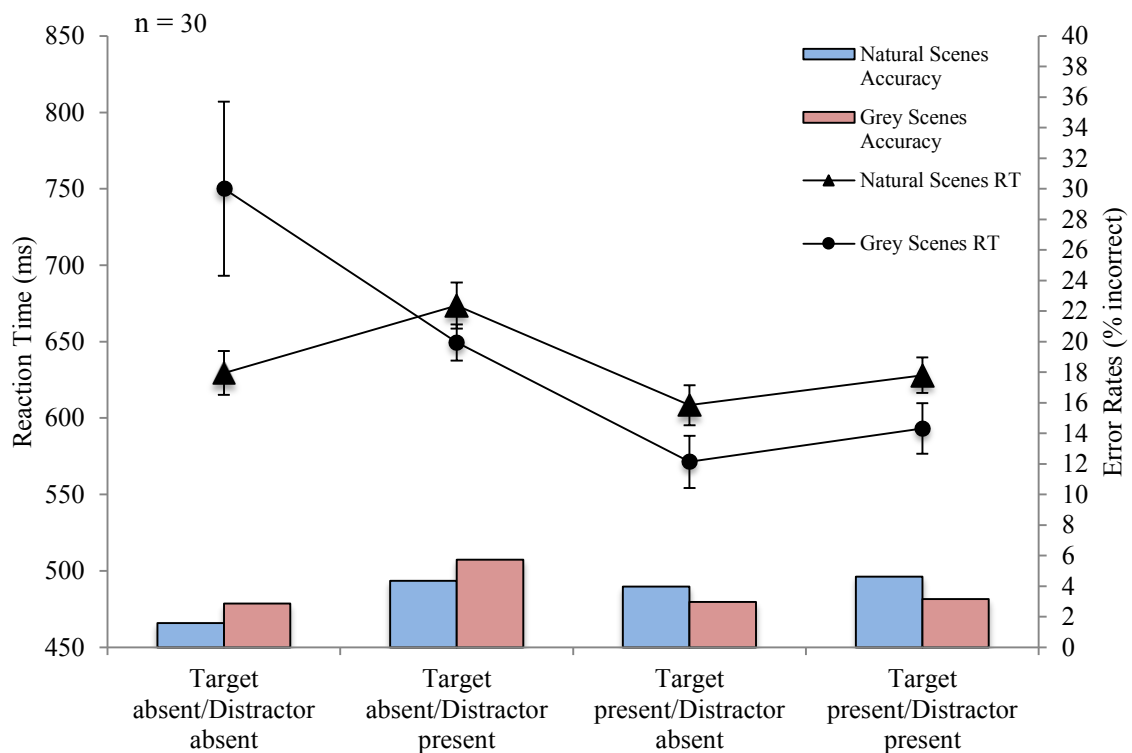 n = 30
850
800
750
700
650
600
550
500
450
Reaction Time (ms)
40
38
36
34
32
30
28
26
24
22
20
18
16
14
12
10
8
6
4
2
0
Error Rates (% incorrect)
Natural Scenes
Accuracy
Grey Scenes
Accuracy
Natural Scenes RT
Grey Scenes RT
Target
absent/Distractor
absent
Target
absent/Distractor
present
Target
present/Distractor
absent
Target
present/Distractor
present